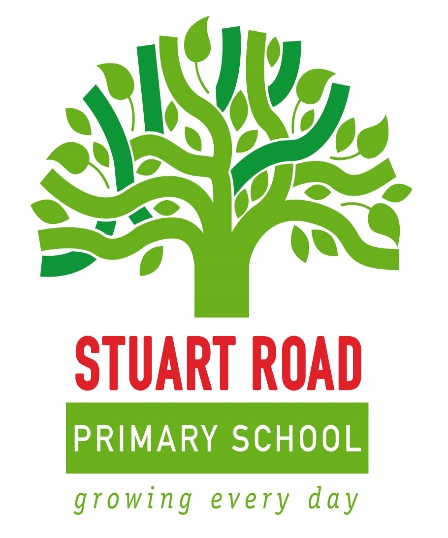 STUART ROAD
PRIMARY SCHOOL
growing every day